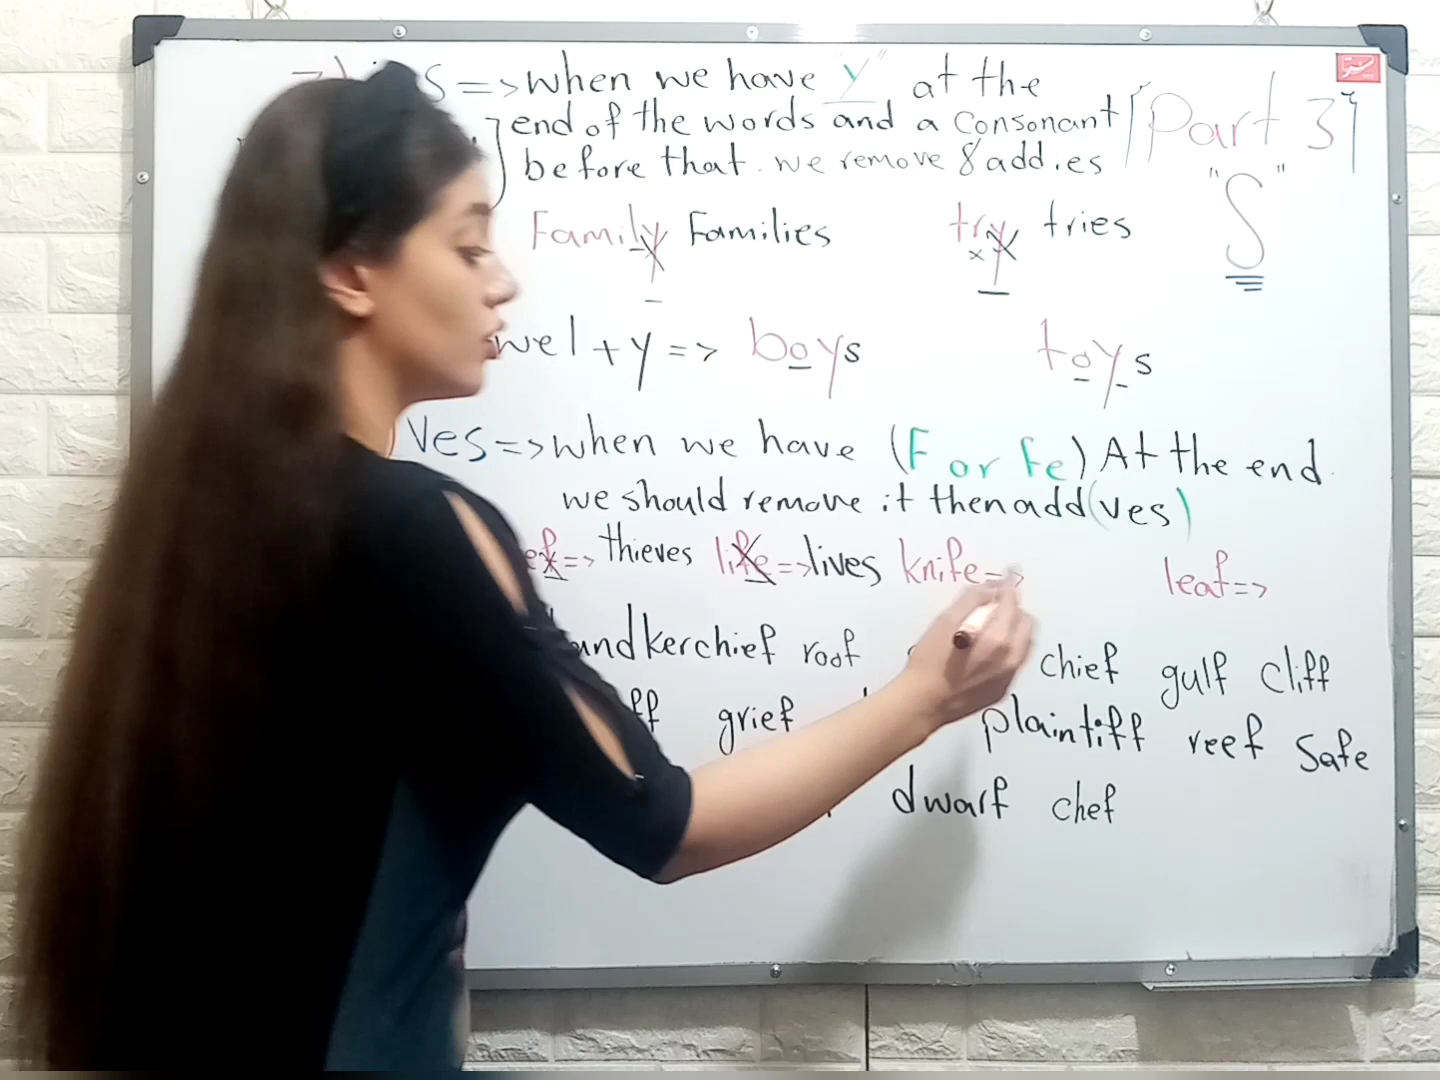 S => when we have "y" at the
end of the words and a consonant
before that. we remove & add.ies
[Part 3]
"S"
Family Families try tries
wel + y => boys toys
Ves => when we have (F or Fe) At the end
we should remove it then add (ves)
ef => thieves life => lives knife => leaf =>
andkerchief roof chief gulf cliff
ff grief plaintiff reef Safe
dwarf chef